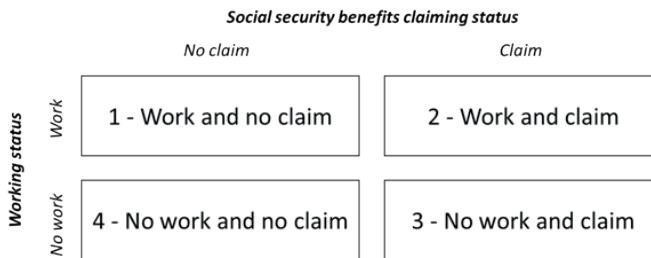 Social security benefits claiming status
No claim
Claim
Working status
Work
1 - Work and no claim
2 - Work and claim
No work
4 - No work and no claim
3 - No work and claim